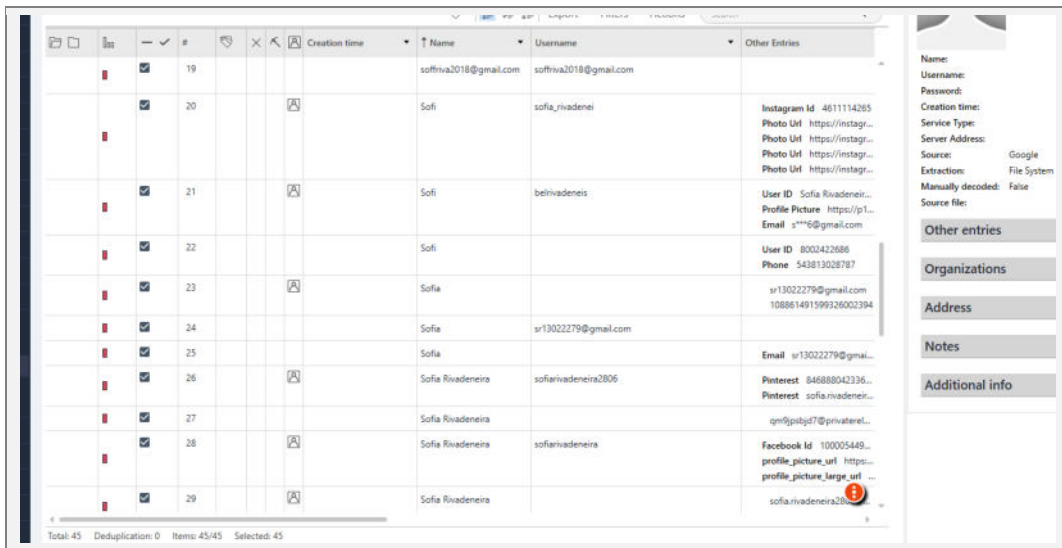 # Creation time Name Username Other Entries
19 soffriva2018@gmail.com soffriva2018@gmail.com
20 Sofi sofia_rivadenei Instagram Id 4611114265
Photo Url https://instagr...
Photo Url https://instagr...
Photo Url https://instagr...
Photo Url https://instagr...
21 Sofi belrivadeneis User ID Sofia Rivadeneir...
Profile Picture https://p1...
Email s***6@gmail.com
22 Sofi User ID 8002422686
Phone 543813028787
23 Sofia sr13022279@gmail.com
108861491599326002394
24 Sofia sr13022279@gmail.com
25 Sofia Email sr13022279@gmai...
26 Sofia Rivadeneira sofiarivadeneira2806 Pinterest 846888042336...
Pinterest sofia.rivadeneir...
27 Sofia Rivadeneira qm9jpsbjd7@privaterel...
28 Sofia Rivadeneira sofiarivadeneira Facebook Id 100005449...
profile_picture_url https:...
profile_picture_large_url ...
29 Sofia Rivadeneira
Total: 45 Deduplication: 0 Items: 45/45 Selected: 45
Name:
Username:
Password:
Creation time:
Service Type:
Server Address:
Source: Google
Extraction: File System
Manually decoded: False
Source file:
Other entries
Organizations
Address
Notes
Additional info